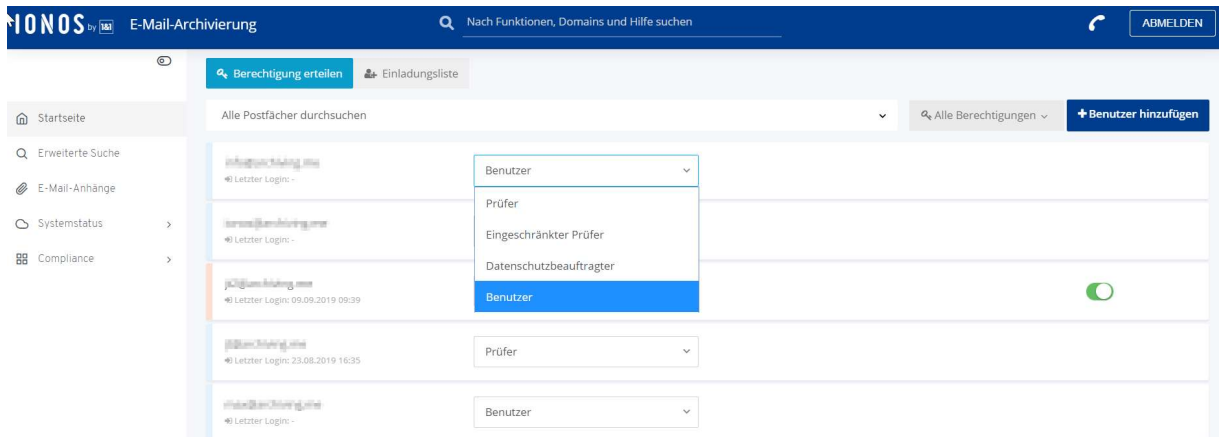 IONOS by 1&1 E-Mail-Archivierung Nach Funktionen, Domains und Hilfe suchen ABMELDEN
Berechtigung erteilen Einladungsliste
Startseite
Erweiterte Suche
E-Mail-Anhänge
Systemstatus
Compliance
Alle Postfächer durchsuchen Alle Berechtigungen +Benutzer hinzufügen
Benutzer
Letzter Login: -
Prüfer
Eingeschränkter Prüfer
Datenschutzbeauftragter
Benutzer
Letzter Login: -
Letzter Login: 09.09.2019 09:39
Prüfer
Letzter Login: 23.08.2019 16:35
Benutzer
Letzter Login: -